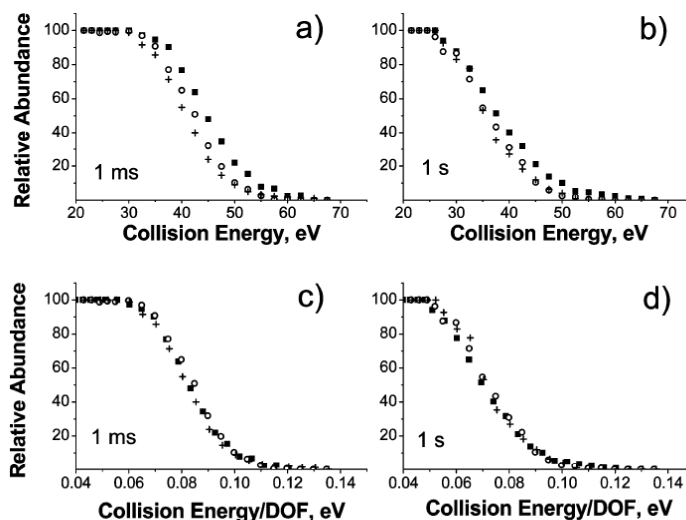 a)
Relative Abundance
100
80
60
40
20
1 ms
20 30 40 50 60 70
Collision Energy, eV
b)
100
80
60
40
20
1 s
20 30 40 50 60 70
Collision Energy, eV
c)
Relative Abundance
100
80
60
40
20
1 ms
0.04 0.06 0.08 0.10 0.12 0.14
Collision Energy/DOF, eV
d)
100
80
60
40
20
1 s
0.04 0.06 0.08 0.10 0.12 0.14
Collision Energy/DOF, eV